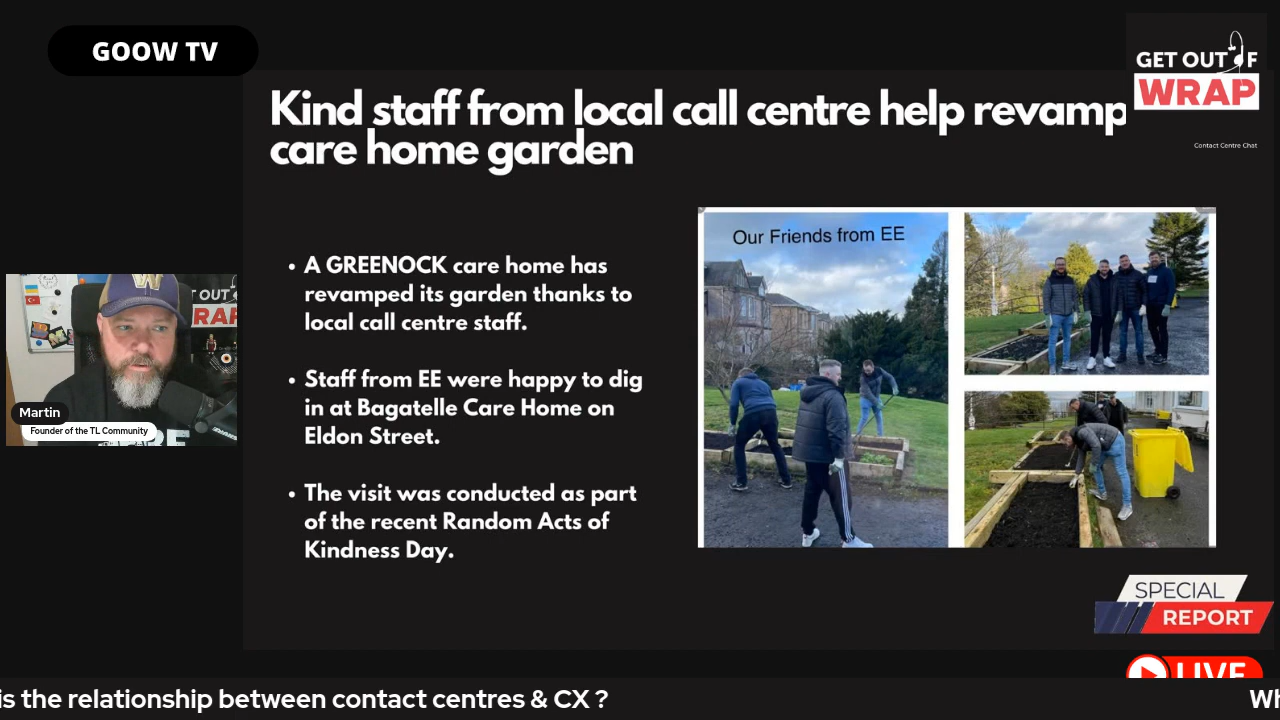 GOOW TV
GET OUT OF
WRAP
Contact Centre Chat
Kind staff from local call centre help revamp
care home garden
• A GREENOCK care home has
revamped its garden thanks to
local call centre staff.
• Staff from EE were happy to dig
in at Bagatelle Care Home on
Eldon Street.
• The visit was conducted as part
of the recent Random Acts of
Kindness Day.
Our Friends from EE
W
T OUT
RAP
Martin
Founder of the TL Community
SPECIAL
REPORT
LIVE
is the relationship between contact centres & CX ?
Wh